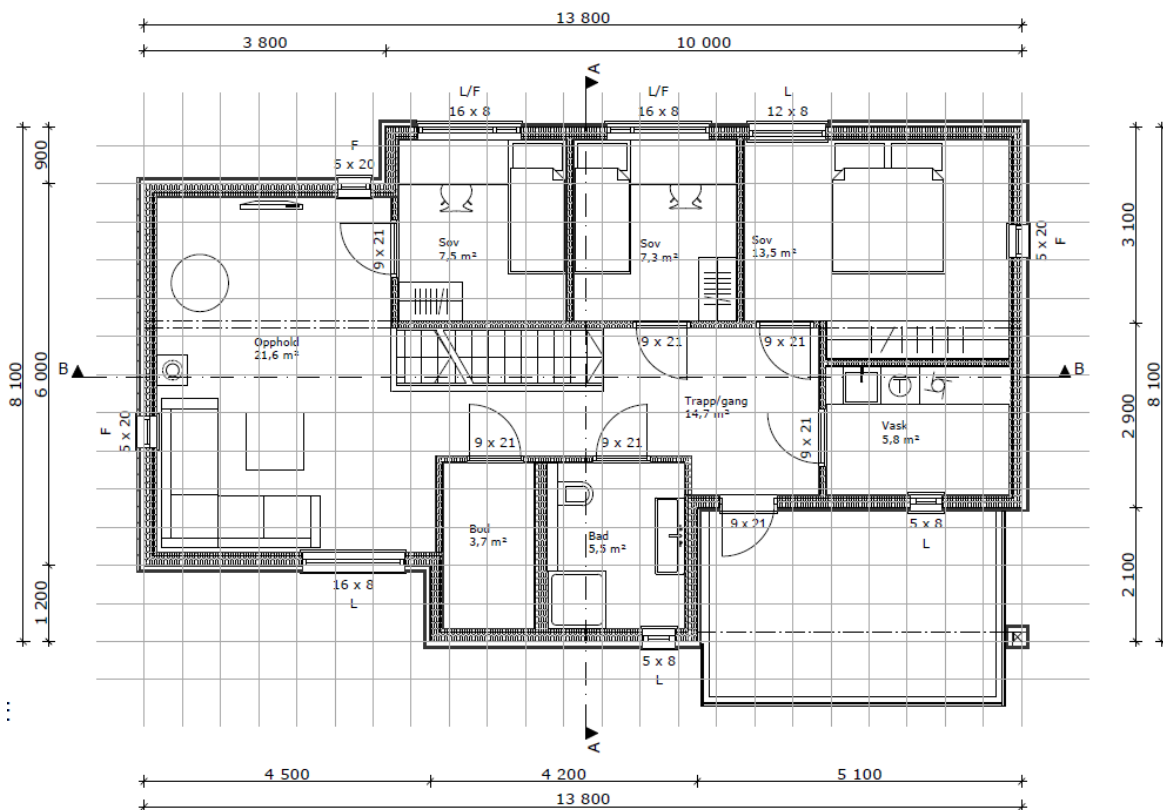 13 800
3 800
10 000
A
L/F
16 x 8
L/F
16 x 8
L
12 x 8
900
F
5 x 20
9 x 21
Sov
7,5 m²
Sov
7,3 m²
Sov
13,5 m²
5 x 20
F
3 100
8 100
6 000
B
Opphold
21,6 m²
9 x 21
9 x 21
B
8 100
F
5 x 20
Trapp/gang
14,7 m²
9 x 21
9 x 21
9 x 21
Vask
5,8 m²
2 900
Bod
3,7 m²
Bad
5,5 m²
9 x 21
5 x 8
L
16 x 8
L
1 200
2 100
5 x 8
L
A
4 500
4 200
5 100
13 800